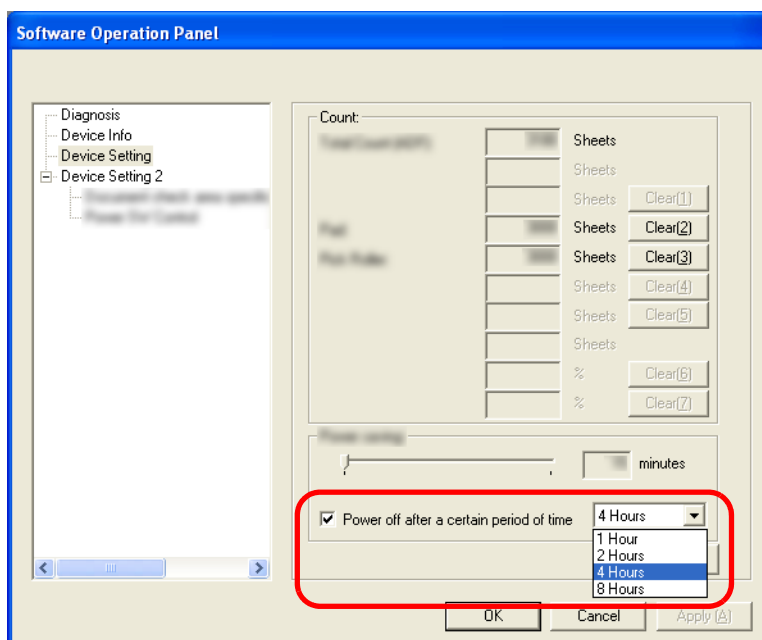 Software Operation Panel
Diagnosis
Device Info
Device Setting
Device Setting 2
Count:
Sheets
Sheets
Sheets Clear(1)
Sheets Clear(2)
Sheets Clear(3)
Sheets Clear(4)
Sheets Clear(5)
Sheets
% Clear(6)
% Clear(7)
minutes
Power off after a certain period of time 4 Hours
1 Hour
2 Hours
4 Hours
8 Hours
OK Cancel Apply (A)